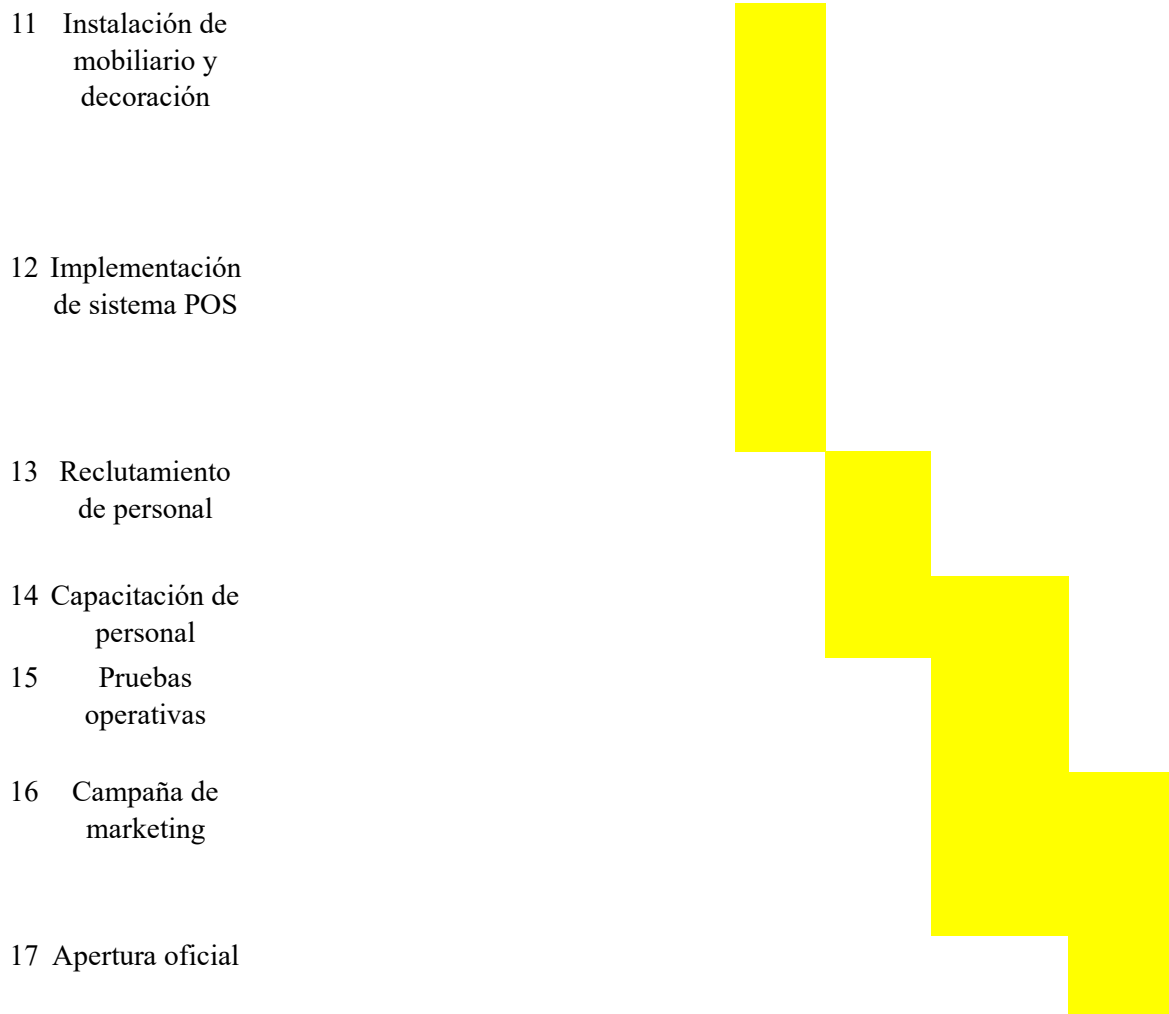 11 Instalación de
mobiliario y
decoración
12 Implementación
de sistema POS
13 Reclutamiento
de personal
14 Capacitación de
personal
15 Pruebas
operativas
16 Campaña de
marketing
17 Apertura oficial